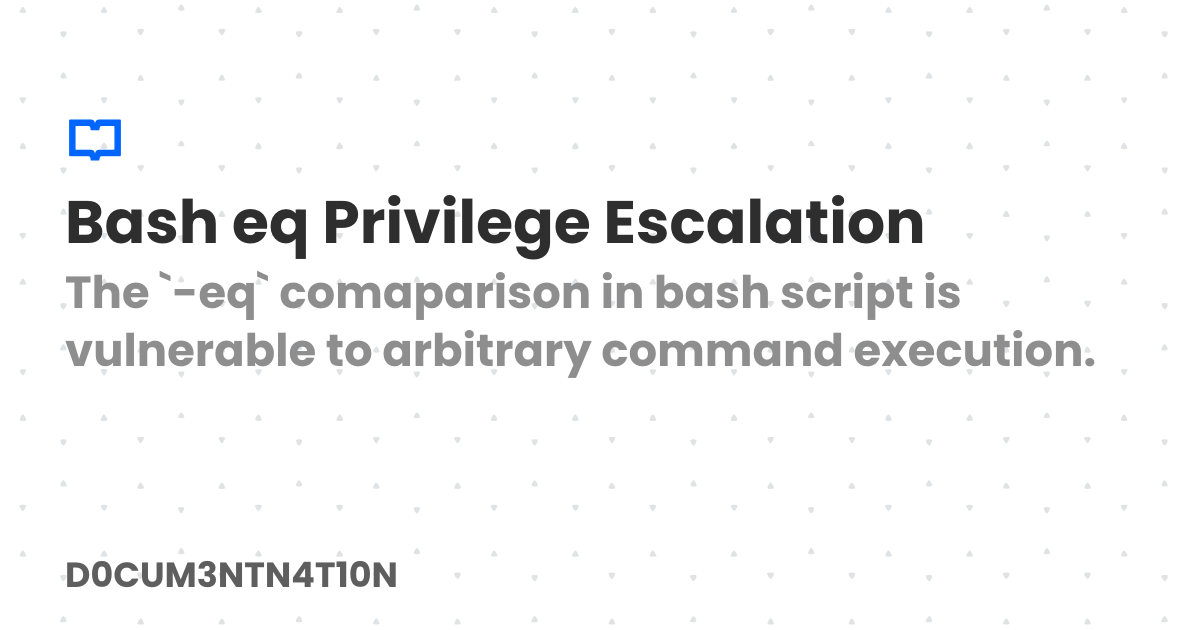 Bash eq Privilege Escalation
The `-eq` comaparison in bash script is
vulnerable to arbitrary command execution.
D0CUM3NTN4T10N